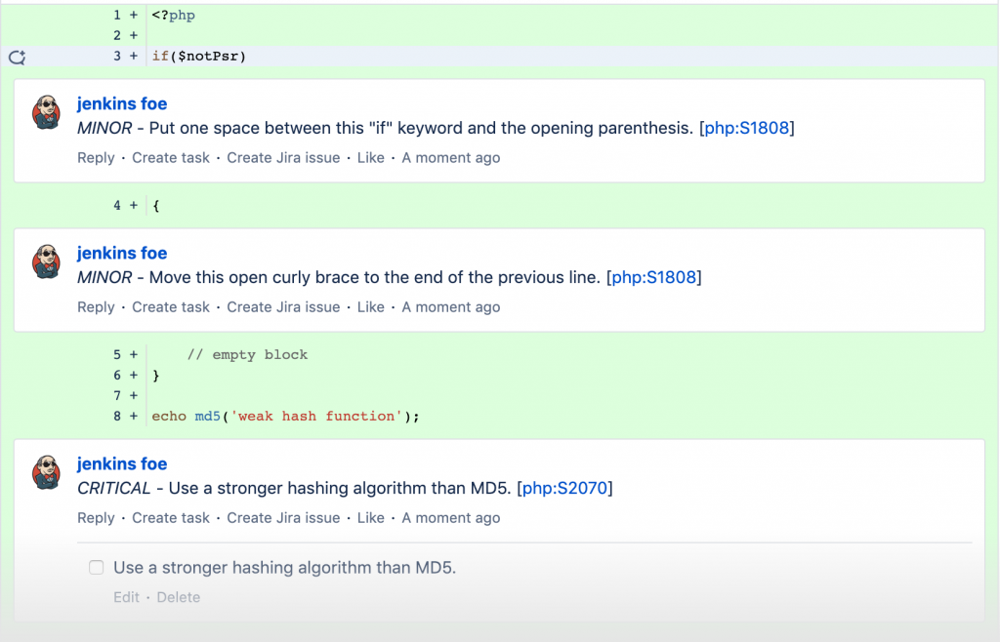 1 + <?php
2 +
3 + if($notPsr)
jenkins foe
MINOR - Put one space between this "if" keyword and the opening parenthesis. [php:S1808]
Reply · Create task · Create Jira issue · Like · A moment ago
4 + {
jenkins foe
MINOR - Move this open curly brace to the end of the previous line. [php:S1808]
Reply · Create task · Create Jira issue · Like · A moment ago
5 +     // empty block
6 + }
7 +
8 + echo md5('weak hash function');
jenkins foe
CRITICAL - Use a stronger hashing algorithm than MD5. [php:S2070]
Reply · Create task · Create Jira issue · Like · A moment ago
Use a stronger hashing algorithm than MD5.
Edit · Delete